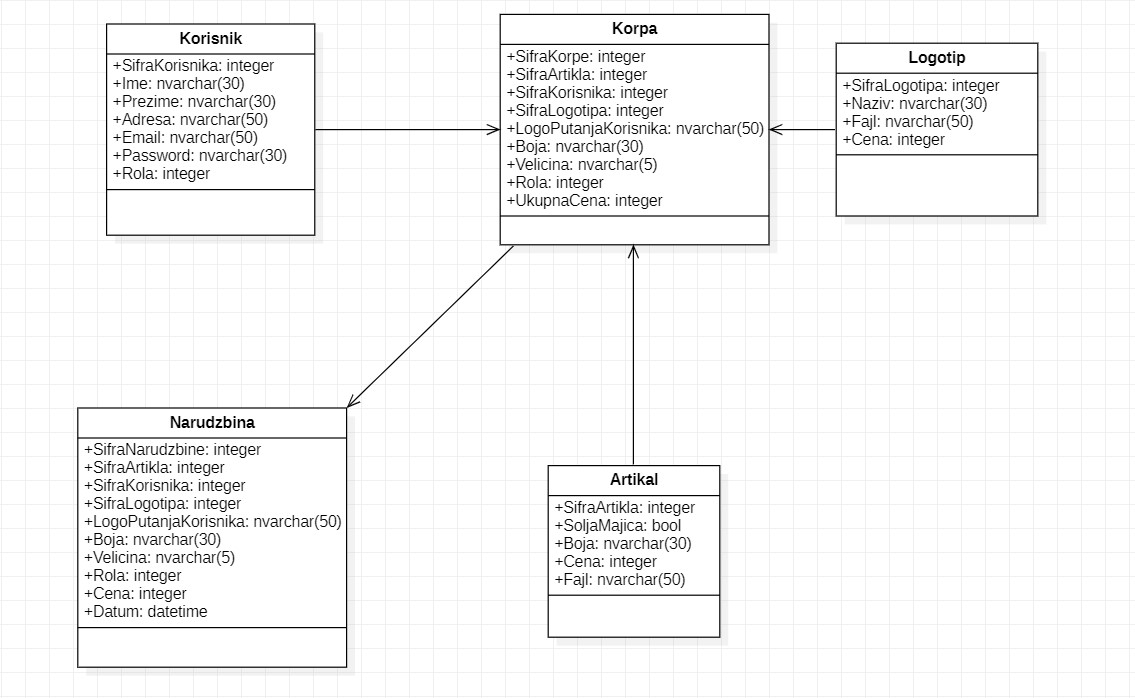 Korisnik
+SifraKorisnika: integer
+Ime: nvarchar(30)
+Prezime: nvarchar(30)
+Adresa: nvarchar(50)
+Email: nvarchar(50)
+Password: nvarchar(30)
+Rola: integer
Korpa
+SifraKorpe: integer
+SifraArtikla: integer
+SifraKorisnika: integer
+SifraLogotipa: integer
+LogoPutanjaKorisnika: nvarchar(50)
+Boja: nvarchar(30)
+Velicina: nvarchar(5)
+Rola: integer
+UkupnaCena: integer
Logotip
+SifraLogotipa: integer
+Naziv: nvarchar(30)
+Fajl: nvarchar(50)
+Cena: integer
Narudzbina
+SifraNarudzbine: integer
+SifraArtikla: integer
+SifraKorisnika: integer
+SifraLogotipa: integer
+LogoPutanjaKorisnika: nvarchar(50)
+Boja: nvarchar(30)
+Velicina: nvarchar(5)
+Rola: integer
+Cena: integer
+Datum: datetime
Artikal
+SifraArtikla: integer
+SoljaMajica: bool
+Boja: nvarchar(30)
+Cena: integer
+Fajl: nvarchar(50)